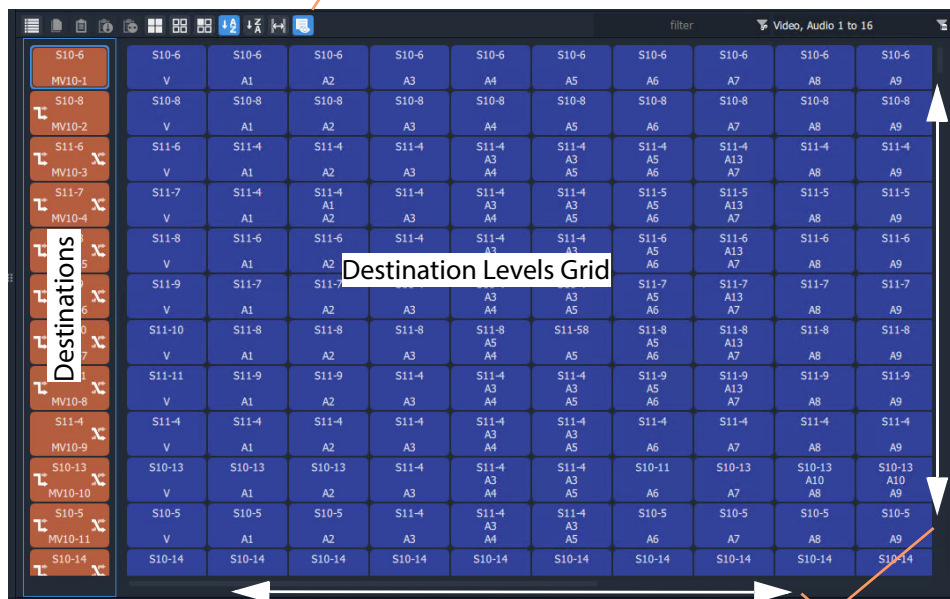 filter
Video, Audio 1 to 16
S10-6 S10-6 S10-6 S10-6 S10-6 S10-6 S10-6 S10-6 S10-6 S10-6 S10-6
MV10-1 V A1 A2 A3 A4 A5 A6 A7 A8 A9
S10-8 S10-8 S10-8 S10-8 S10-8 S10-8 S10-8 S10-8 S10-8 S10-8 S10-8
MV10-2 V A1 A2 A3 A4 A5 A6 A7 A8 A9
S11-6 S11-6 S11-4 S11-4 S11-4 S11-4 S11-4 S11-4 S11-4 S11-4 S11-4
A3 A3 A5 A13
MV10-3 V A1 A2 A3 A4 A5 A6 A7 A8 A9
S11-7 S11-7 S11-4 S11-4 S11-4 S11-4 S11-4 S11-5 S11-5 S11-5 S11-5
A1 A3 A3 A5 A13
MV10-4 V A1 A2 A3 A4 A5 A6 A7 A8 A9
S11-8 S11-6 S11-6 S11-4 S11-4 S11-4 S11-6 S11-6 S11-6 S11-6
A3 A3 A5 A13
5 V A1 A2 A6 A7 A8 A9
Destinations
Destination Levels Grid
S11-9 S11-7 S11-7 S11-7 S11-7 S11-7 S11-7
A3 A3 A5 A13
6 V A1 A2 A3 A4 A5 A6 A7 A8 A9
0 S11-10 S11-8 S11-8 S11-8 S11-8 S11-58 S11-8 S11-8 S11-8 S11-8
A5 A5 A13
7 V A1 A2 A3 A4 A5 A6 A7 A8 A9
1 S11-11 S11-9 S11-9 S11-4 S11-4 S11-4 S11-9 S11-9 S11-9 S11-9
A3 A3 A5 A13
MV10-8 V A1 A2 A3 A4 A5 A6 A7 A8 A9
S11-4 S11-4 S11-4 S11-4 S11-4 S11-4 S11-4 S11-4 S11-4 S11-4 S11-4
A3 A3
MV10-9 V A1 A2 A3 A4 A5 A6 A7 A8 A9
S10-13 S10-13 S10-13 S10-13 S11-4 S11-4 S11-4 S10-11 S10-13 S10-13 S10-13
A3 A3 A10 A10
MV10-10 V A1 A2 A3 A4 A5 A6 A7 A8 A9
S10-5 S10-5 S10-5 S10-5 S11-4 S11-4 S11-4 S10-5 S10-5 S10-5 S10-5
A3 A3
MV10-11 V A1 A2 A3 A4 A5 A6 A7 A8 A9
S10-14 S10-14 S10-14 S10-14 S10-14 S10-14 S10-14 S10-14 S10-14 S10-14 S10-14